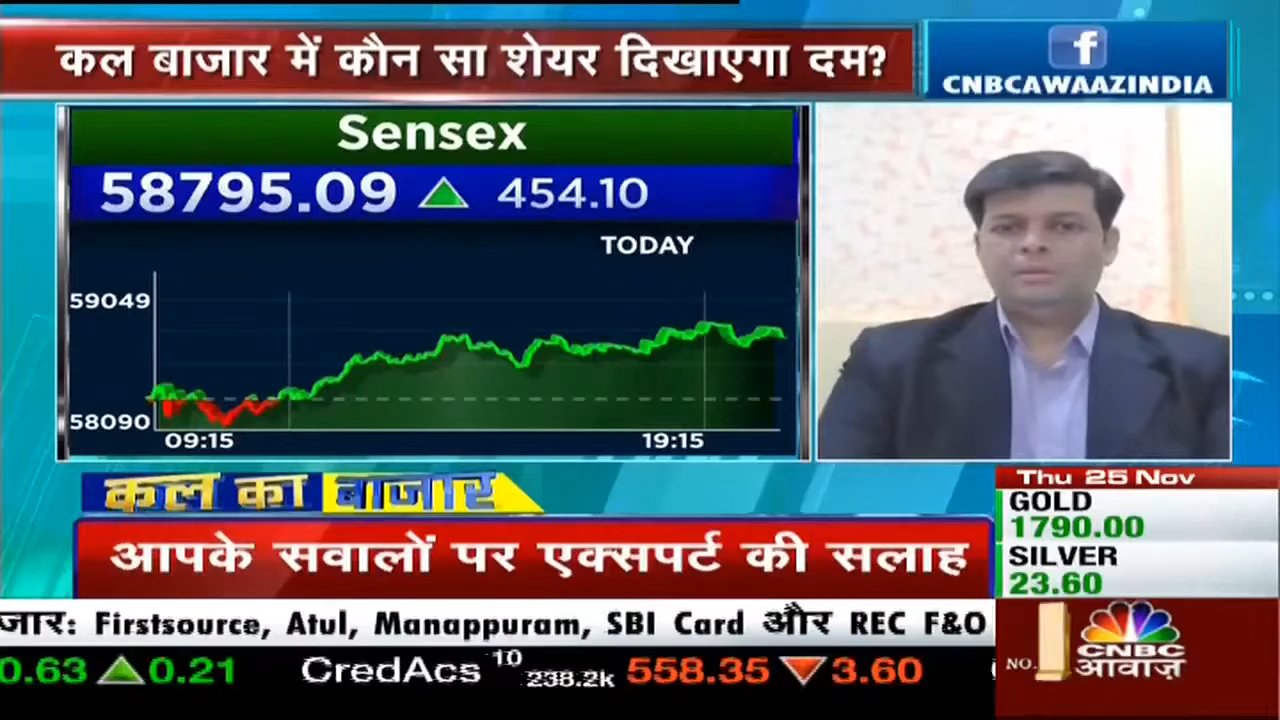 कल बाजार में कौन सा शेयर दिखाएगा दम?
f
CNBCAWAAZINDIA
Sensex
58795.09 ▲ 454.10
TODAY
59049
58090
09:15 19:15
कल का बाजार
आपके सवालों पर एक्सपर्ट की सलाह
Thu 25 Nov
GOLD
1790.00
SILVER
23.60
जार: Firstsource, Atul, Manappuram, SBI Card और REC F&O
0.63 ▲ 0.21 CredAcs 10 238.2k 558.35 ▼ 3.60
NO. 1
CNBC
आवाज़